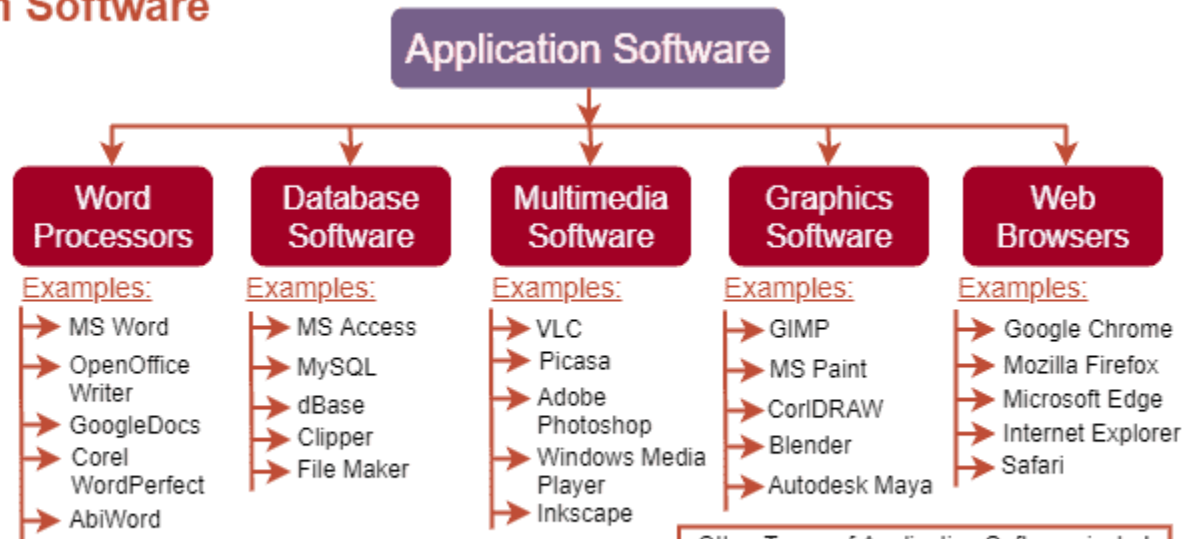 Software
Application Software
Word
Processors
Database
Software
Multimedia
Software
Graphics
Software
Web
Browsers
Examples:
MS Word
OpenOffice
Writer
GoogleDocs
Corel
WordPerfect
AbiWord
Examples:
MS Access
MySQL
dBase
Clipper
File Maker
Examples:
VLC
Picasa
Adobe
Photoshop
Windows Media
Player
Inkscape
Examples:
GIMP
MS Paint
CorlDRAW
Blender
Autodesk Maya
Examples:
Google Chrome
Mozilla Firefox
Microsoft Edge
Internet Explorer
Safari